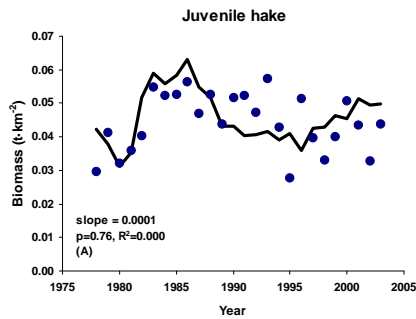 Juvenile hake
0.07
0.06
0.05
0.04
0.03
0.02
0.01
0.00
Biomass (t·km⁻²)
slope = 0.0001
p=0.76, R²=0.000
(A)
1975 1980 1985 1990 1995 2000 2005
Year